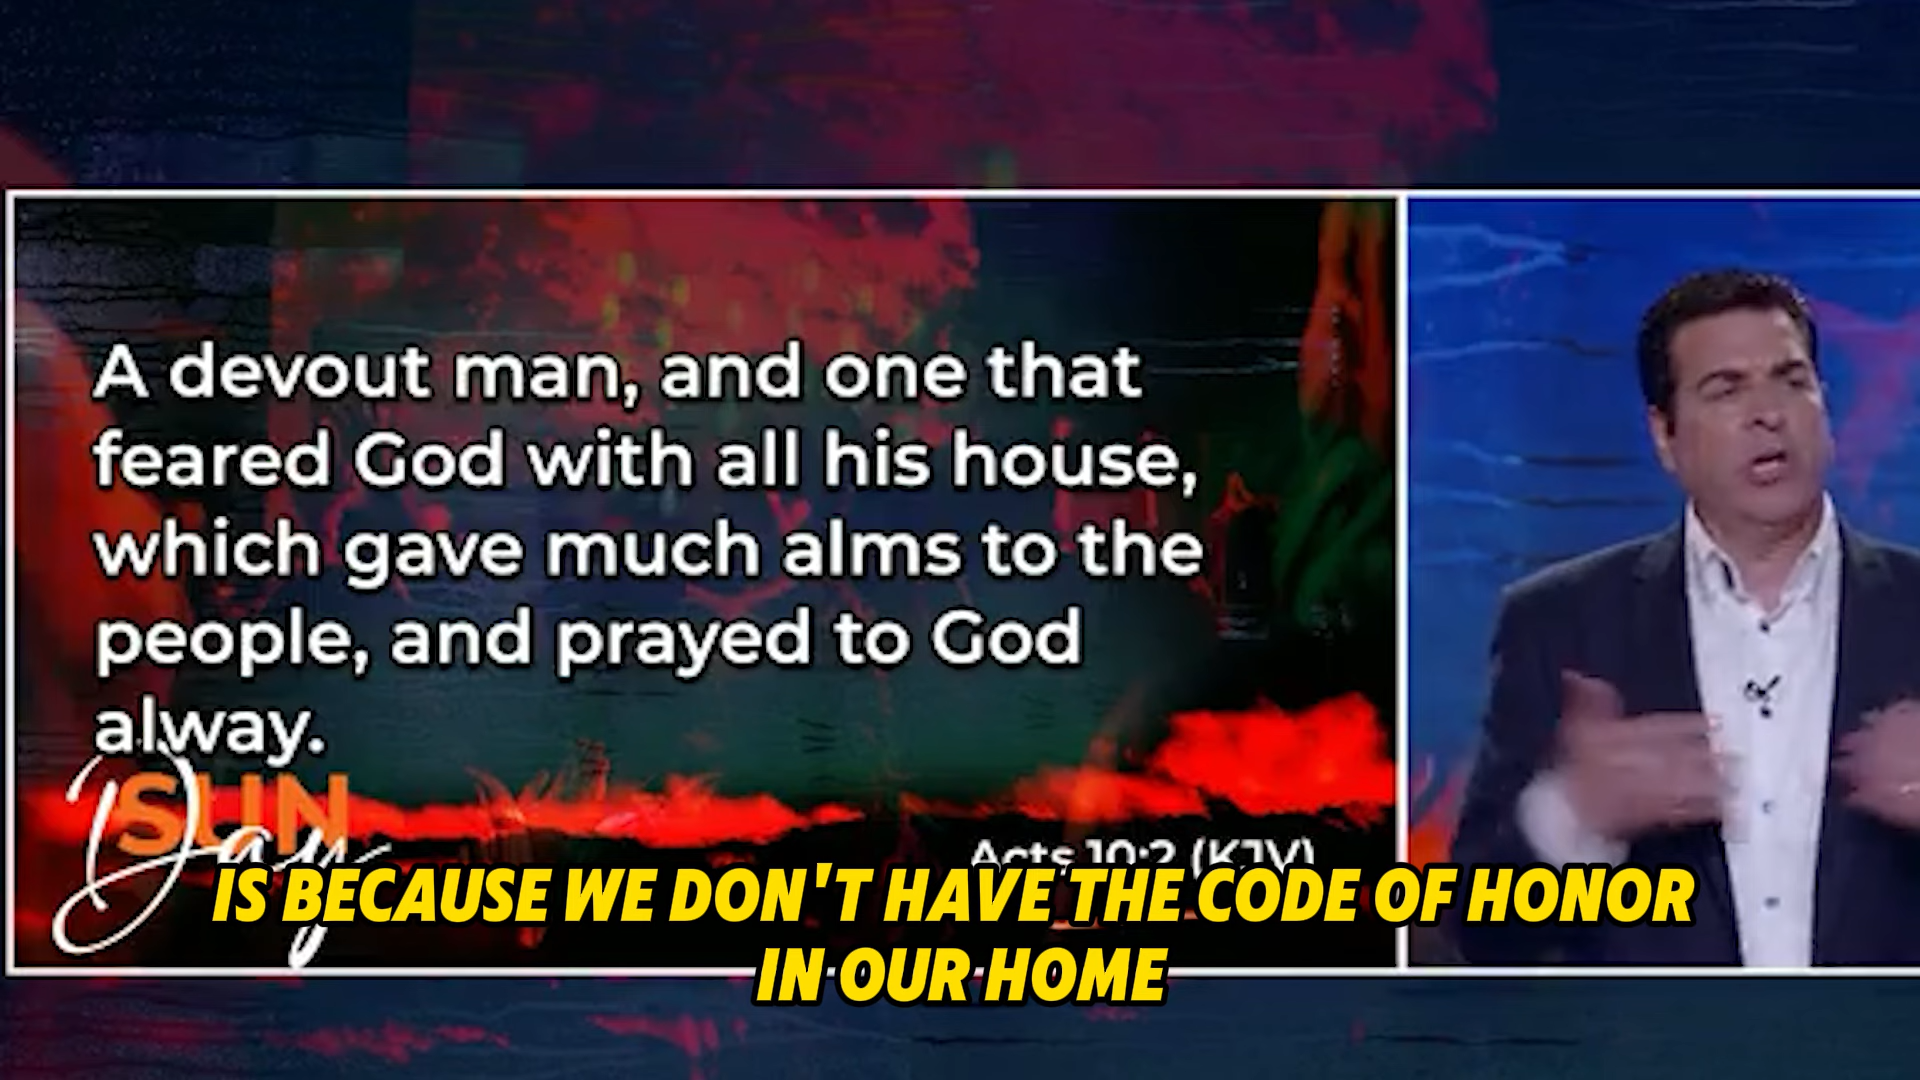 A devout man, and one that
feared God with all his house,
which gave much alms to the
people, and prayed to God
alway.
SUN
Day
Acts 10:2 (KJV)
IS BECAUSE WE DON'T HAVE THE CODE OF HONOR
IN OUR HOME